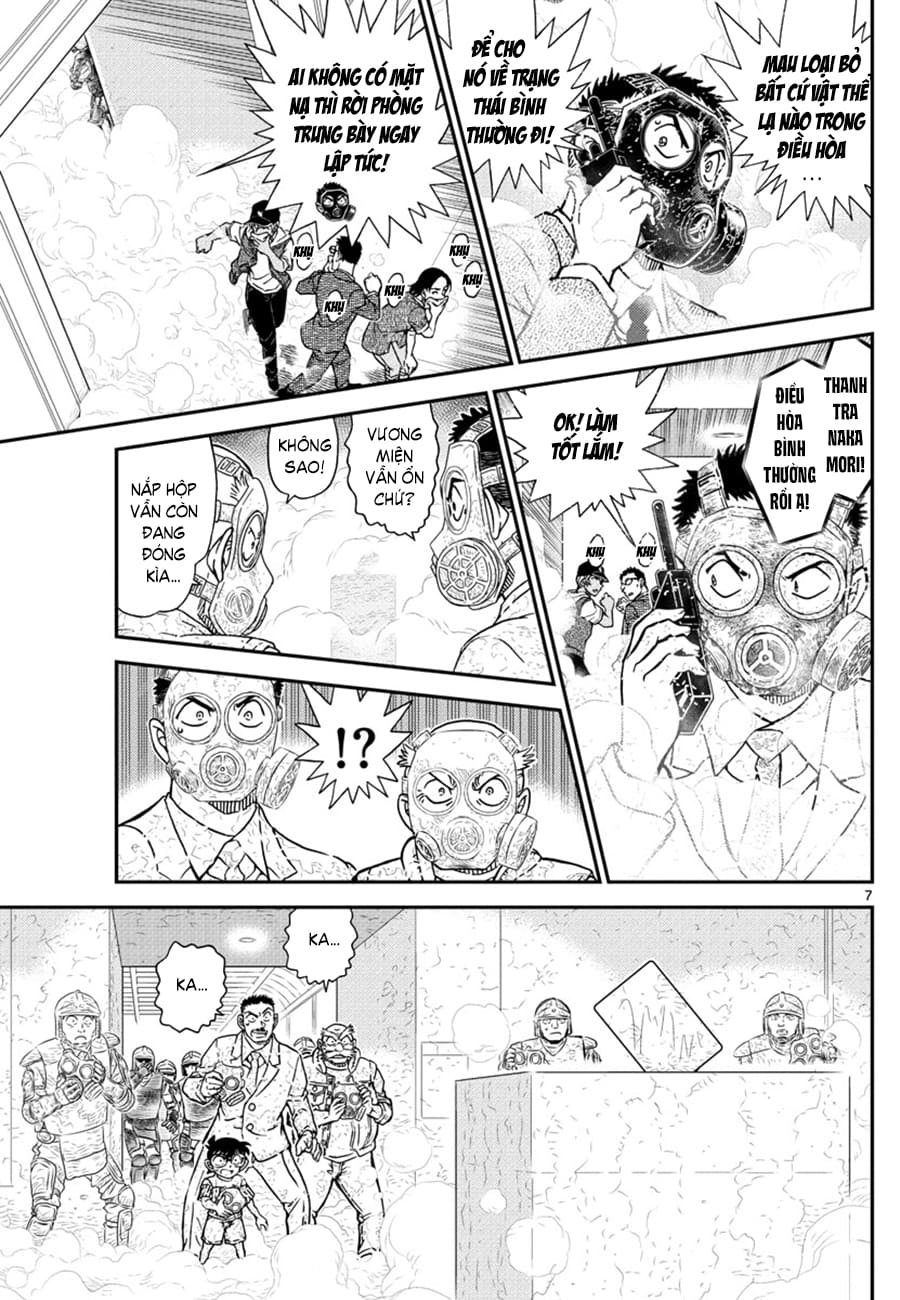 MAU LOẠI BỎ
BẤT CỨ VẬT THỂ
LẠ NÀO TRONG
ĐIỀU HÒA
...
ĐỂ CHO
NÓ VỀ TRẠNG
THÁI BÌNH
THƯỜNG ĐI!
AI KHÔNG CÓ MẶT
NẠ THÌ RỜI PHÒNG
TRƯNG BÀY NGAY
LẬP TỨC!
KHỤ
KHỤ
KHỤ
KHỤ
KHỤ
THANH
TRA
NAKA
MORI!
ĐIỀU
HÒA
BÌNH
THƯỜNG
RỒI Ạ!
OK! LÀM
TỐT LẮM!
KHỤ
KHỤ
VƯƠNG
MIỆN
VẪN ỔN
CHỨ?
KHÔNG
SAO!
NẮP HỘP
VẪN CÒN
ĐANG
ĐÓNG
KÌA...
!?
7
KA...
KA...